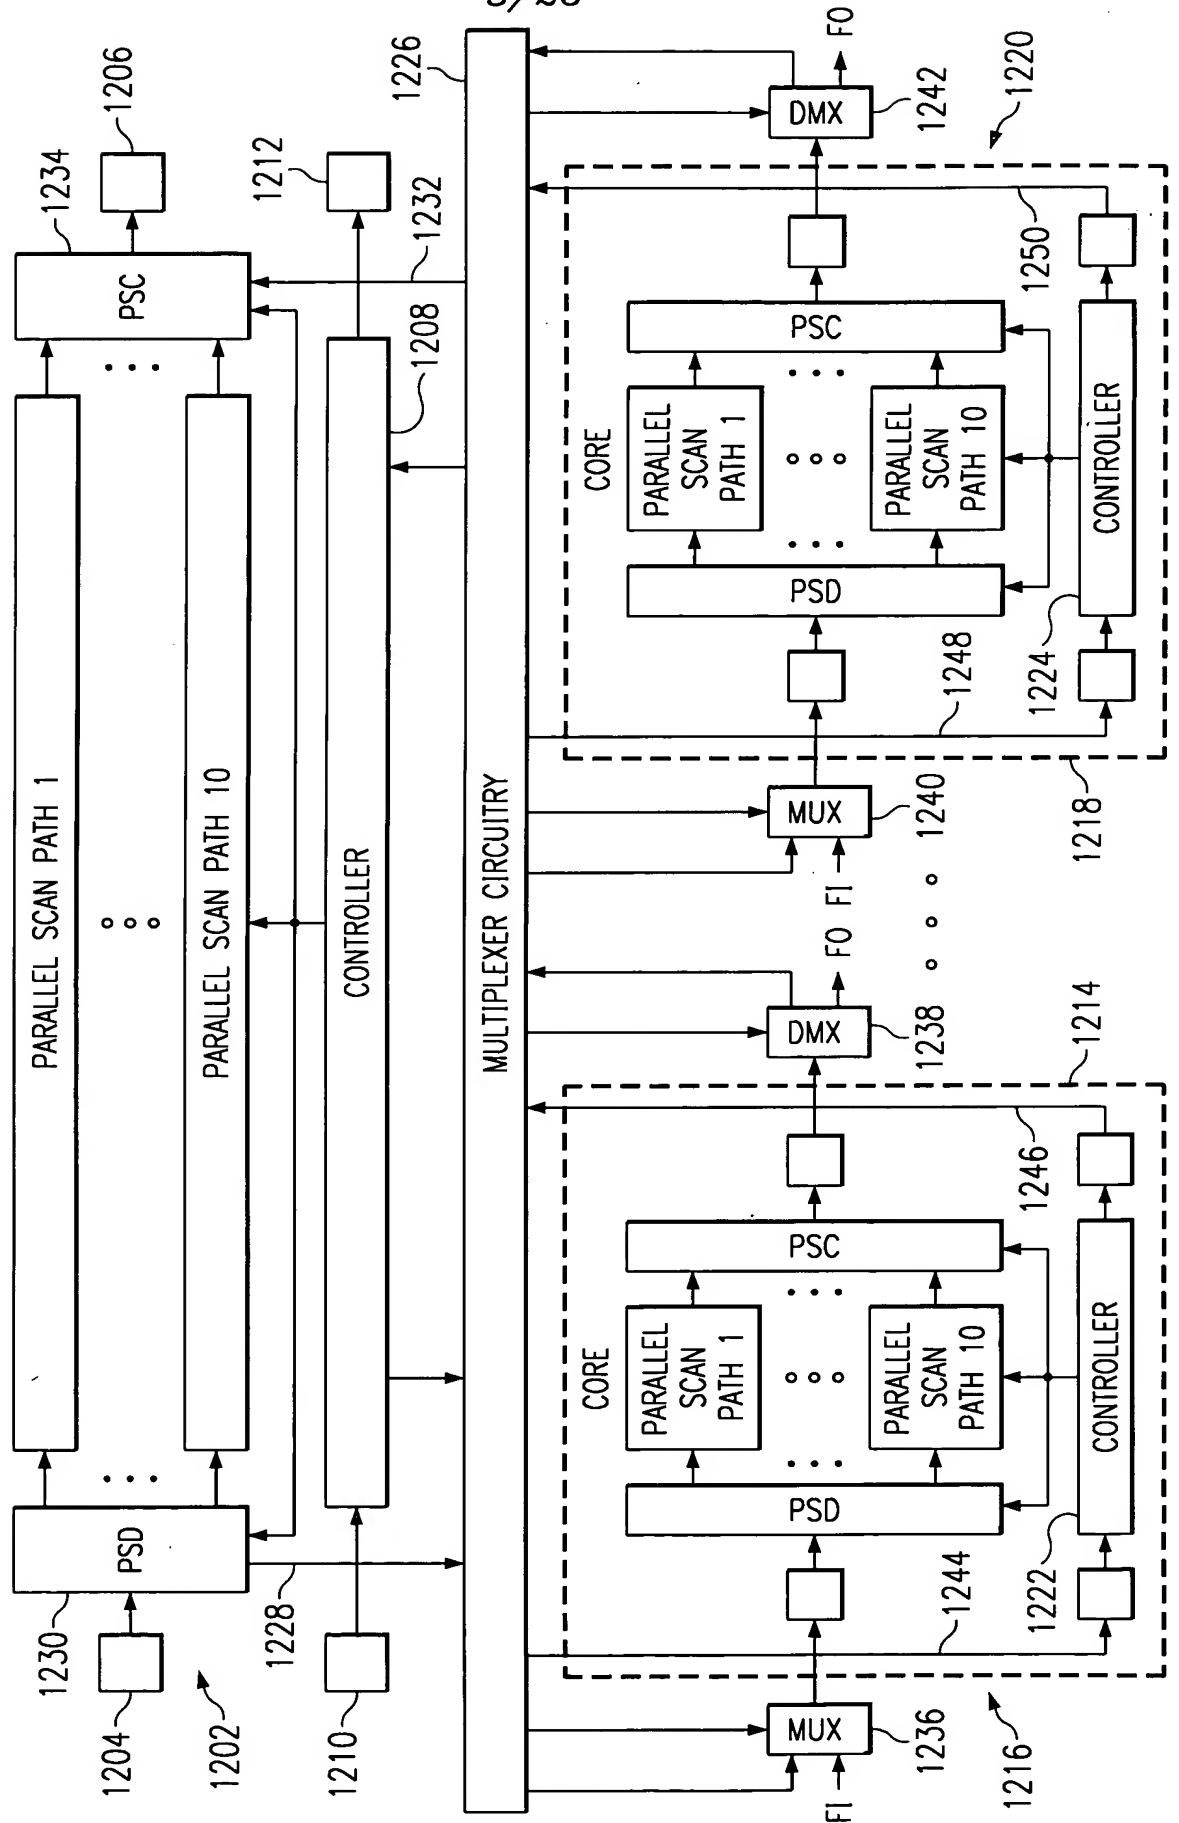 PARALLEL SCAN PATH 1
PARALLEL SCAN PATH 10
PSD
PSC
1230
1234
1204
1206
1202
1228
1232
1210
1212
CONTROLLER
1208
MULTIPLEXER CIRCUITRY
1226
CORE
PARALLEL
SCAN
PATH 1
PARALLEL
SCAN
PATH 10
PSD
PSC
FI
MUX
1236
DMX
FO
1238
1244
1246
1222
CONTROLLER
1216
1214
CORE
PARALLEL
SCAN
PATH 1
PARALLEL
SCAN
PATH 10
PSD
PSC
FI
MUX
1240
DMX
FO
1242
1248
1250
1224
CONTROLLER
1218
1220